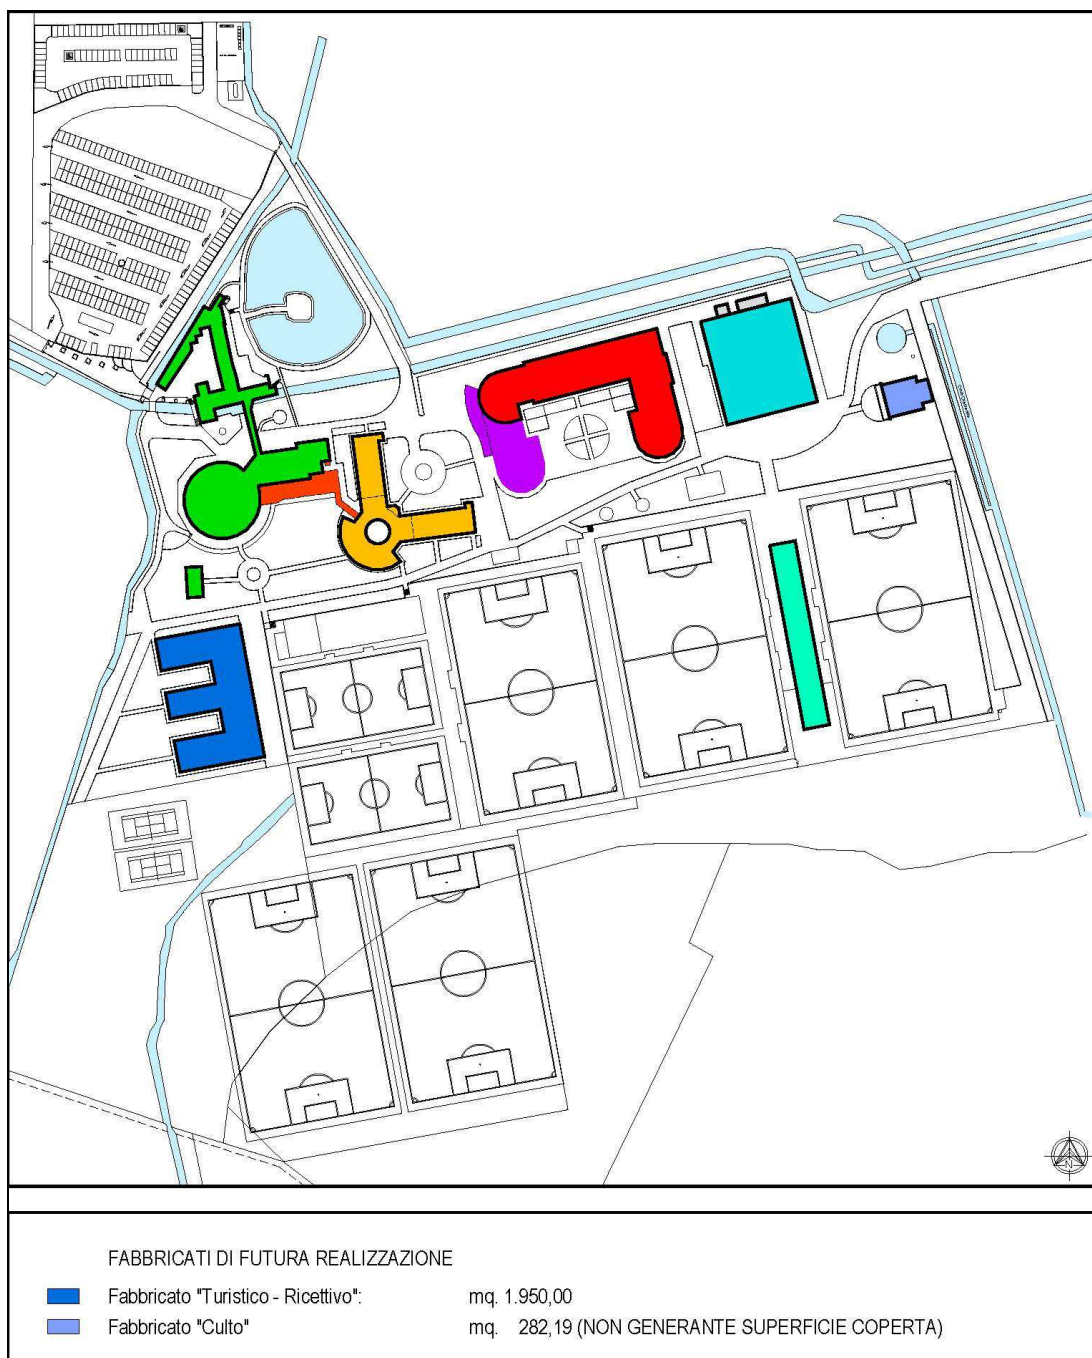 N
FABBRICATI DI FUTURA REALIZZAZIONE
Fabbricato "Turistico - Ricettivo": mq. 1.950,00
Fabbricato "Culto" mq. 282,19 (NON GENERANTE SUPERFICIE COPERTA)